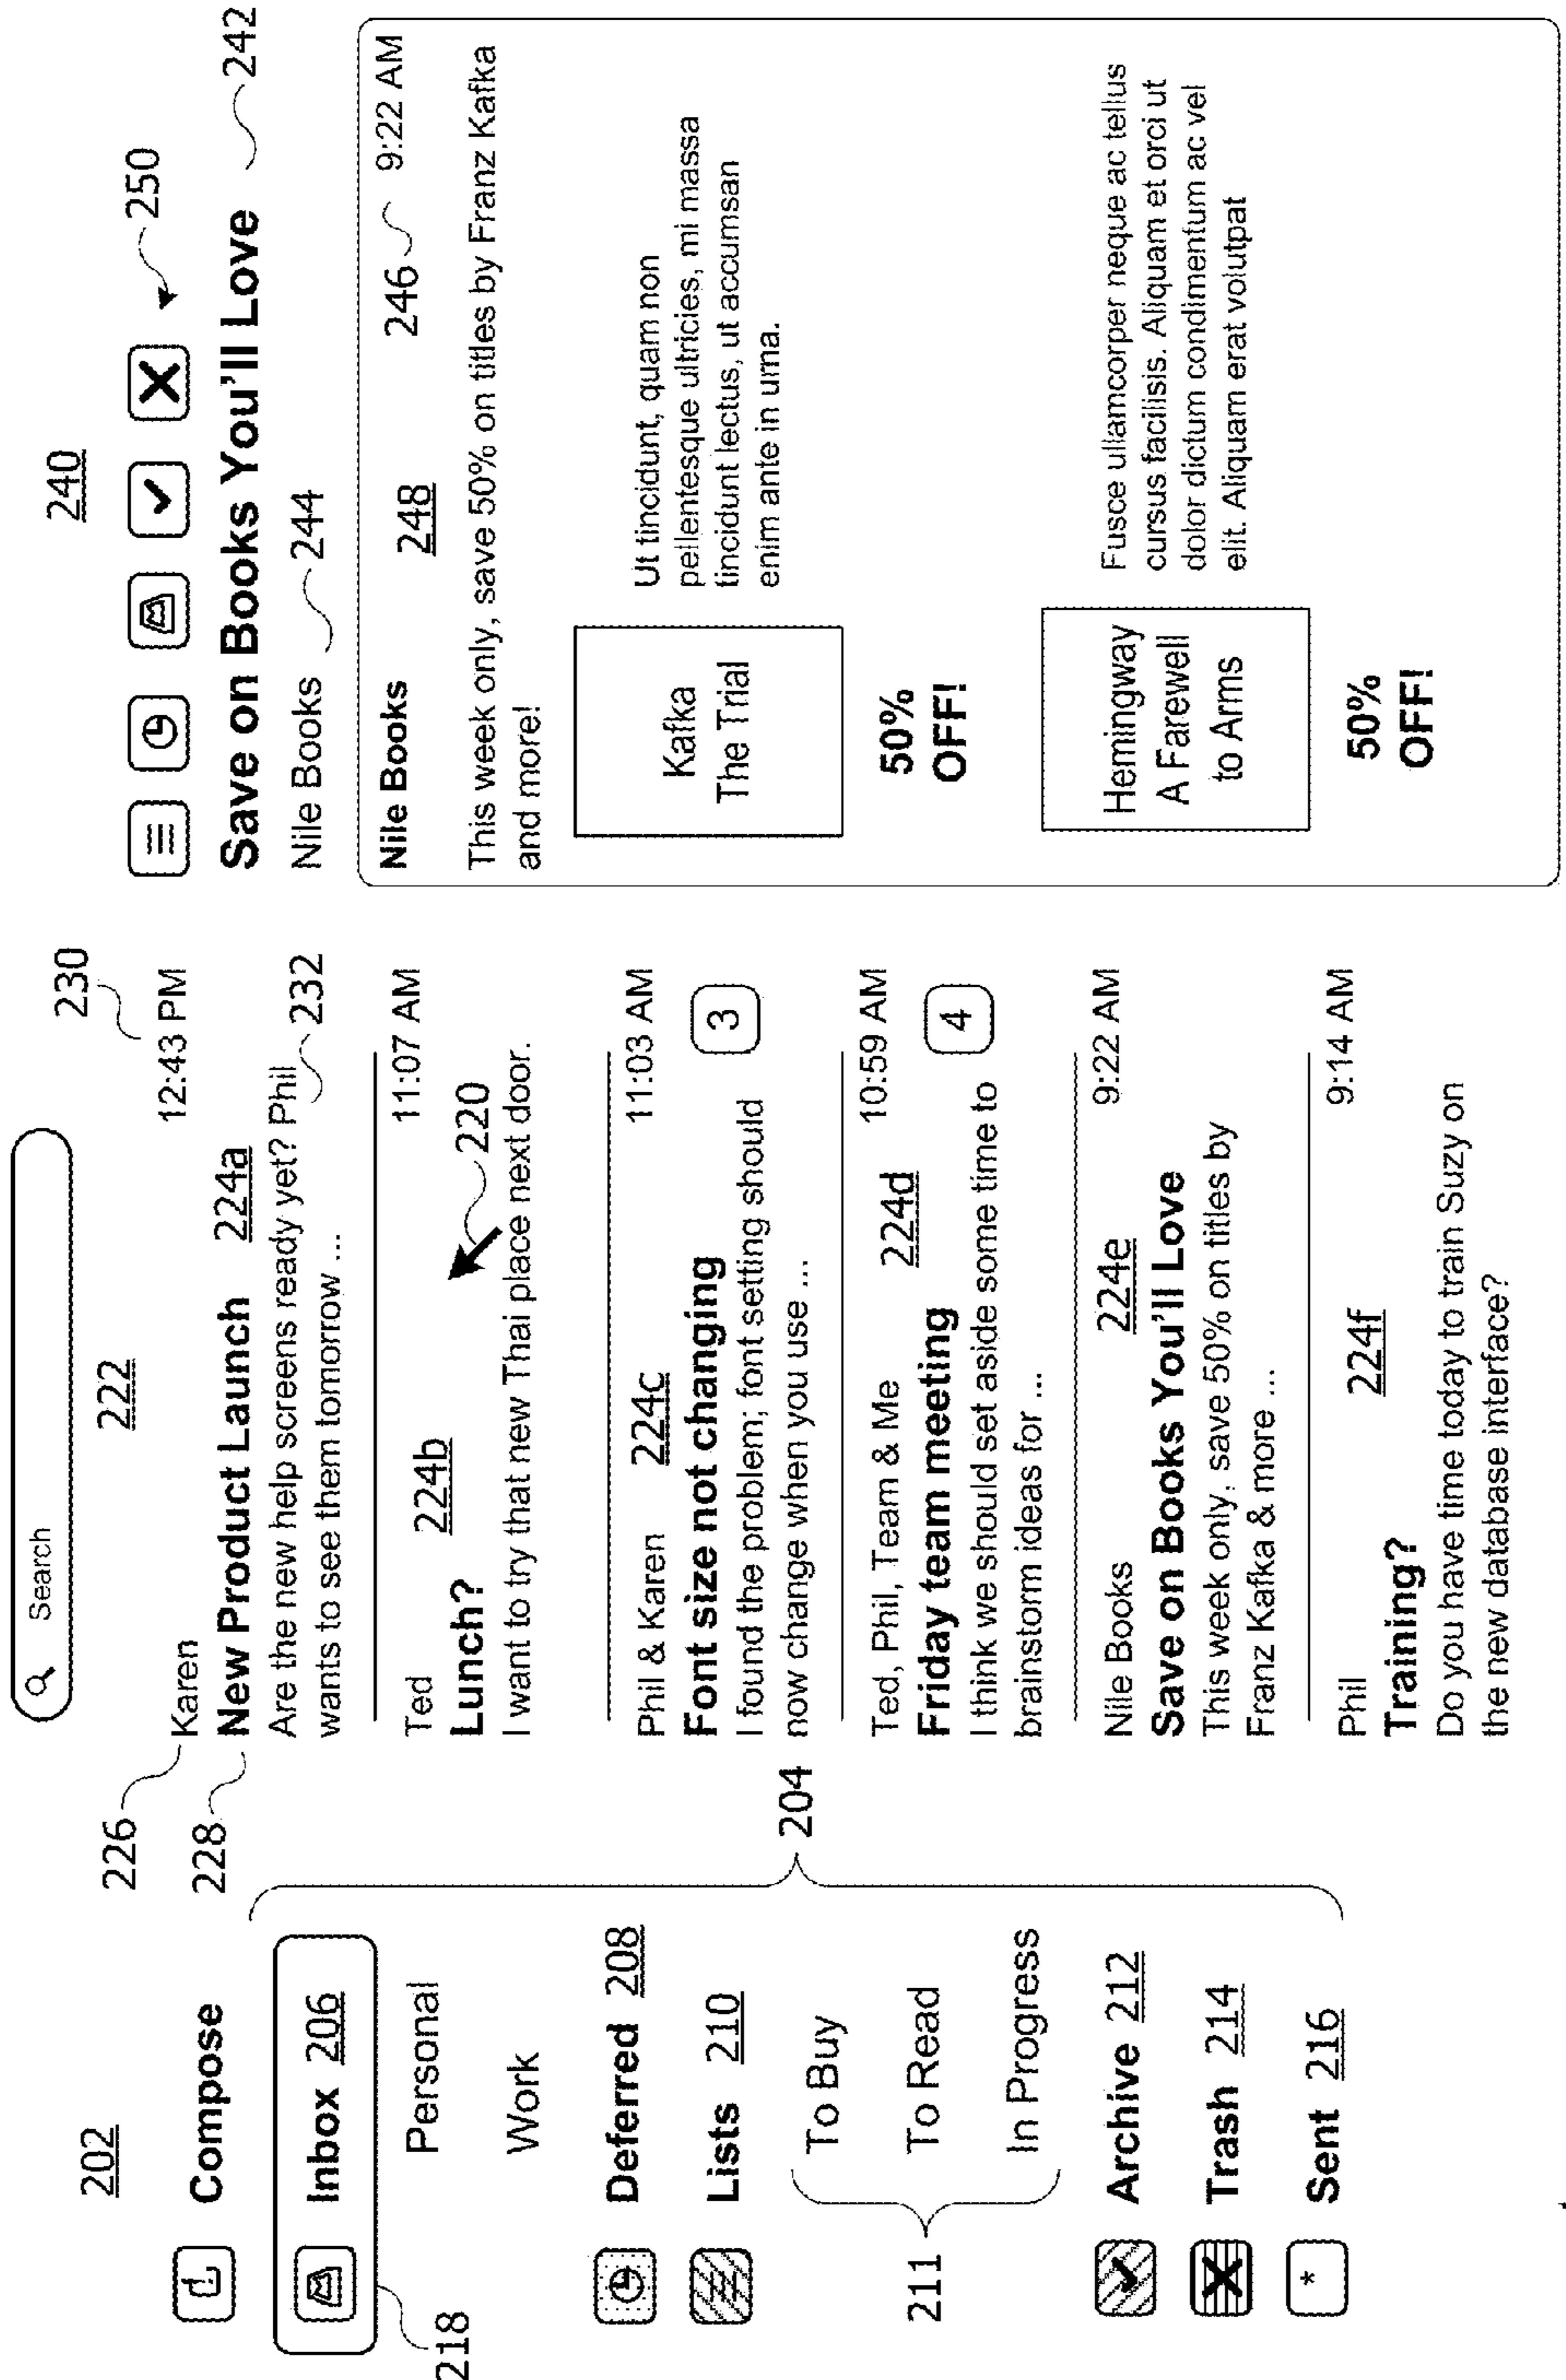 202
Compose
Inbox 206
218
Personal
Work
Deferred 208
Lists 210
To Buy
211
To Read
In Progress
Archive 212
Trash 214
* Sent 216
204
Search
222
230
226
Karen
12:43 PM
228
New Product Launch 224a
Are the new help screens ready yet? Phil
wants to see them tomorrow ...
232
Ted 224b 11:07 AM
Lunch?
220
I want to try that new Thai place next door.
Phil & Karen 224c 11:03 AM
Font size not changing
3
I found the problem; font setting should
now change when you use ...
Ted, Phil, Team & Me 224d 10:59 AM
Friday team meeting
4
I think we should set aside some time to
brainstorm ideas for ...
Nile Books 224e 9:22 AM
Save on Books You'll Love
This week only, save 50% on titles by
Franz Kafka & more ...
Phil 224f 9:14 AM
Training?
Do you have time today to train Suzy on
the new database interface?
240
250
Save on Books You'll Love 242
Nile Books 244
Nile Books 248 246 9:22 AM
This week only, save 50% on titles by Franz Kafka
and more!
Kafka
The Trial
50%
OFF!
Ut tincidunt, quam non
pellentesque ultricies, mi massa
tincidunt lectus, ut accumsan
enim ante in urna.
Hemingway
A Farewell
to Arms
50%
OFF!
Fusce ullamcorper neque ac tellus
cursus facilisis. Aliquam et orci ut
dolor dictum condimentum ac vel
elit. Aliquam erat volutpat